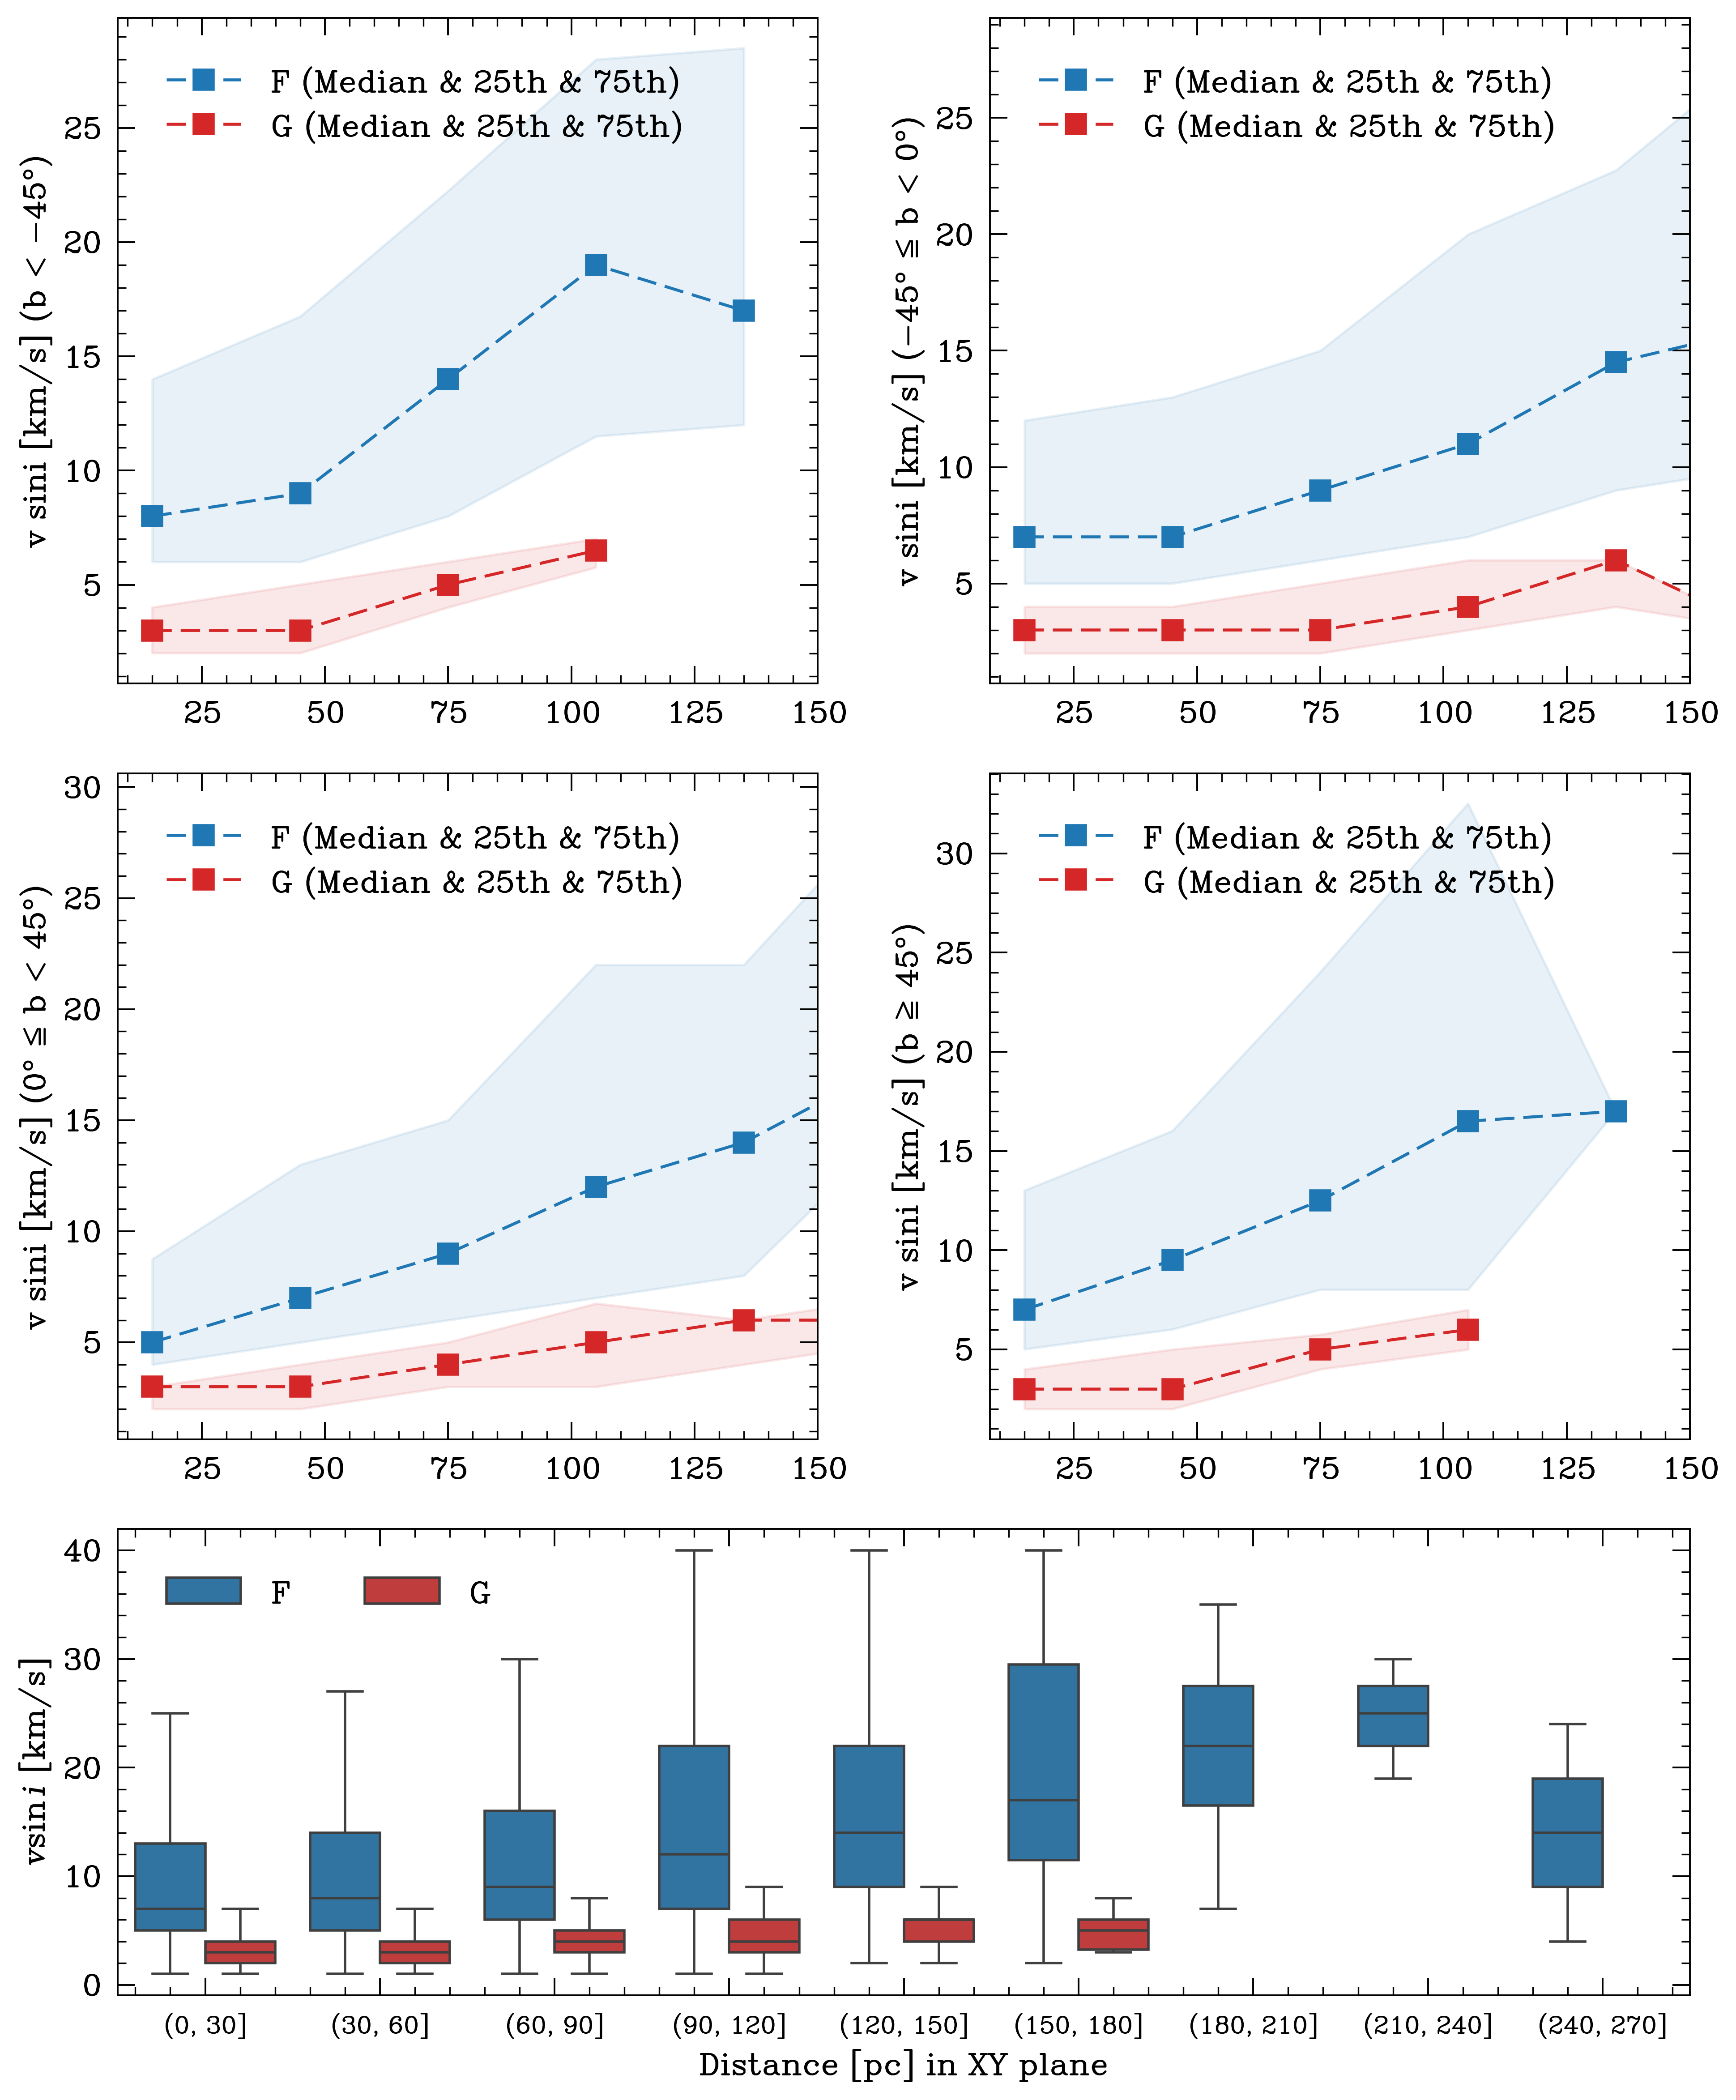 F (Median & 25th & 75th)
G (Median & 25th & 75th)
v sini [km/s] (b < −45°)
25
20
15
10
5
25 50 75 100 125 150
F (Median & 25th & 75th)
G (Median & 25th & 75th)
v sini [km/s] (−45° ≤ b < 0°)
25
20
15
10
5
25 50 75 100 125 150
F (Median & 25th & 75th)
G (Median & 25th & 75th)
v sini [km/s] (0° ≤ b < 45°)
30
25
20
15
10
5
25 50 75 100 125 150
F (Median & 25th & 75th)
G (Median & 25th & 75th)
v sini [km/s] (b ≥ 45°)
30
25
20
15
10
5
25 50 75 100 125 150
F G
vsini [km/s]
40
30
20
10
0
(0, 30] (30, 60] (60, 90] (90, 120] (120, 150] (150, 180] (180, 210] (210, 240] (240, 270]
Distance [pc] in XY plane